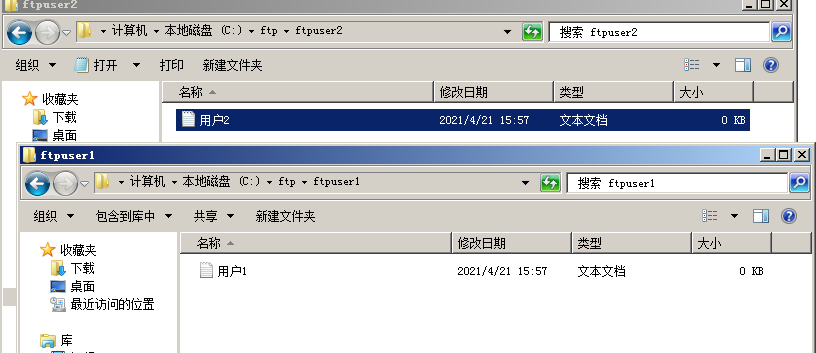 ftpuser2
计算机 本地磁盘 (C:) ftp ftpuser2
搜索 ftpuser2
组织 打开 打印 新建文件夹
收藏夹
下载
桌面
名称 修改日期 类型 大小
用户2 2021/4/21 15:57 文本文档 0 KB
ftpuser1
计算机 本地磁盘 (C:) ftp ftpuser1
搜索 ftpuser1
组织 包含到库中 共享 新建文件夹
收藏夹
下载
桌面
最近访问的位置
库
名称 修改日期 类型 大小
用户1 2021/4/21 15:57 文本文档 0 KB